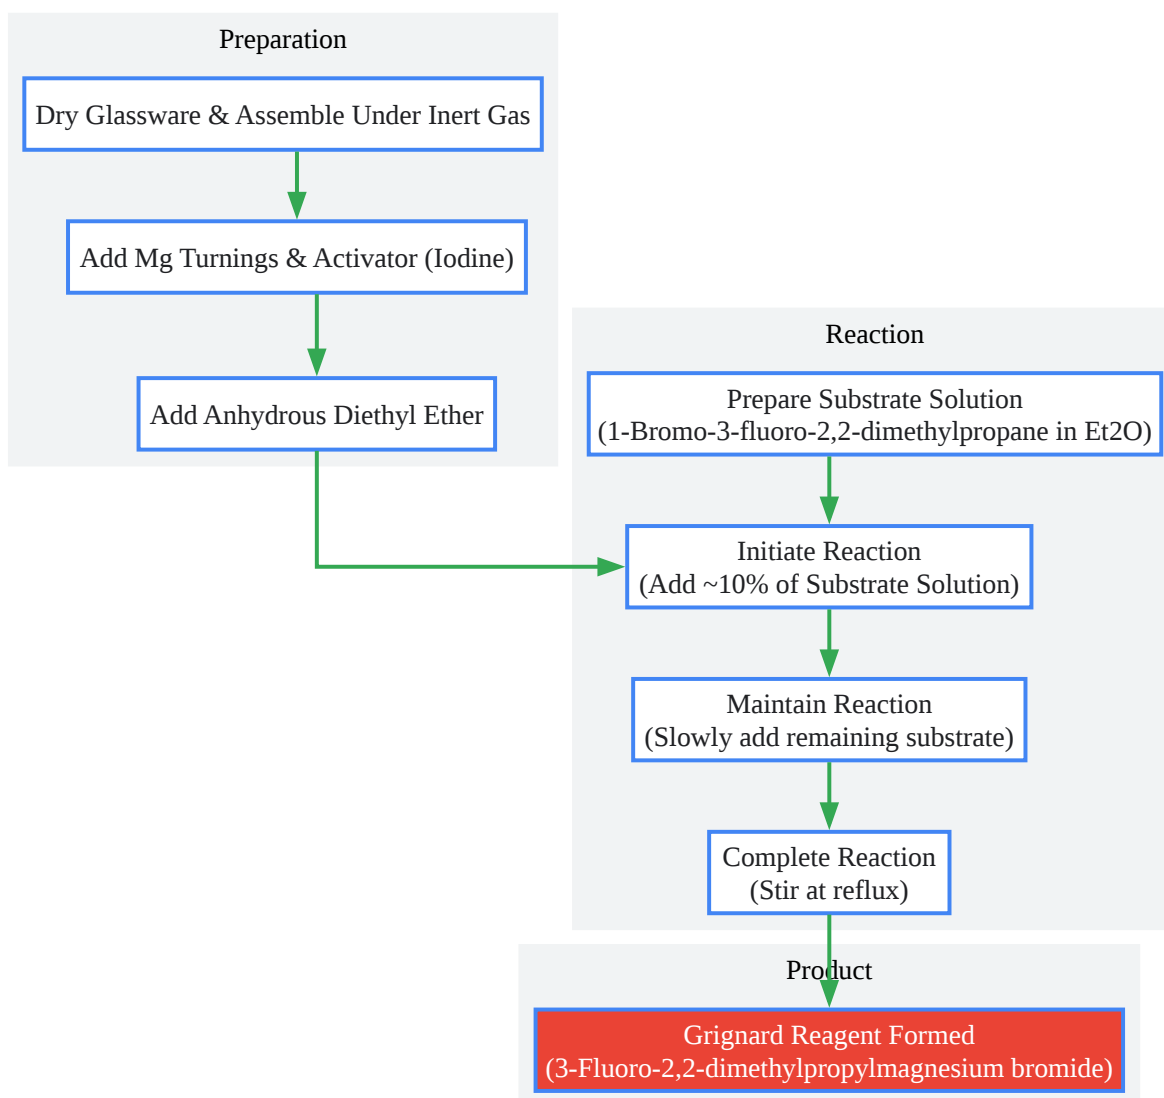 Preparation
Dry Glassware & Assemble Under Inert Gas
Add Mg Turnings & Activator (Iodine)
Add Anhydrous Diethyl Ether
Reaction
Prepare Substrate Solution
(1-Bromo-3-fluoro-2,2-dimethylpropane in Et2O)
Initiate Reaction
(Add ~10% of Substrate Solution)
Maintain Reaction
(Slowly add remaining substrate)
Complete Reaction
(Stir at reflux)
Product
Grignard Reagent Formed
(3-Fluoro-2,2-dimethylpropylmagnesium bromide)